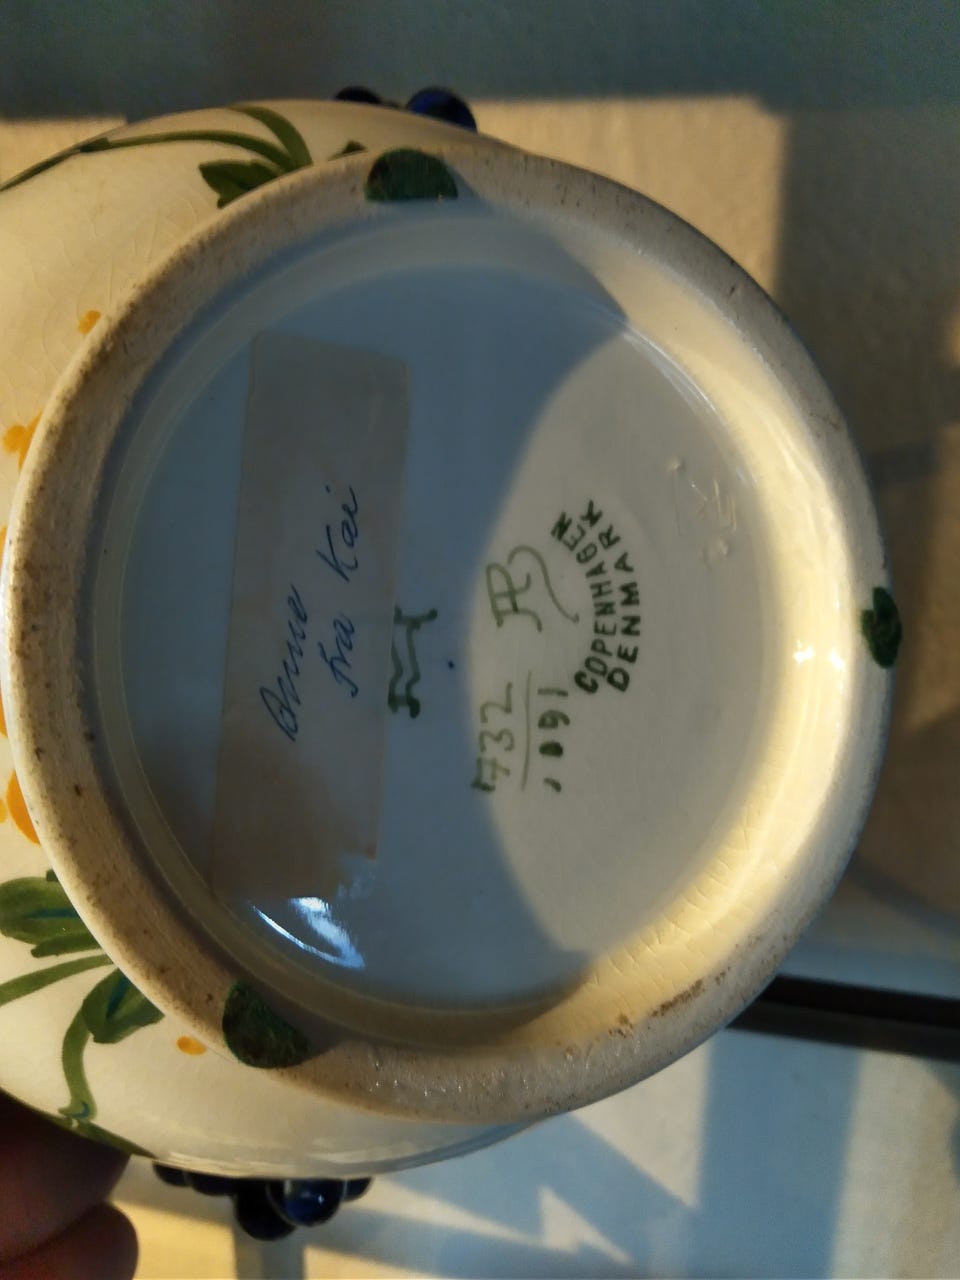 Anne
fra Kai
732
1091
COPENHAGEN
DENMARK